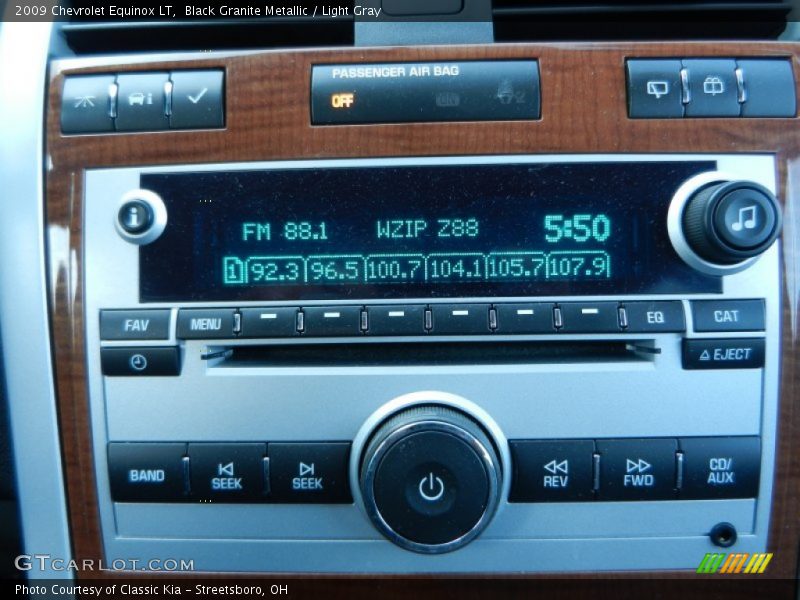 2009 Chevrolet Equinox LT,  Black Granite Metallic / Light Gray
PASSENGER AIR BAG
OFF
ON
i
FM 88.1 WZIP Z88 5:50
1 92.3 96.5 100.7 104.1 105.7 107.9
FAV MENU EQ CAT
EJECT
BAND SEEK SEEK REV FWD CD/
AUX
GTCARLOT.COM
Photo Courtesy of Classic Kia - Streetsboro, OH